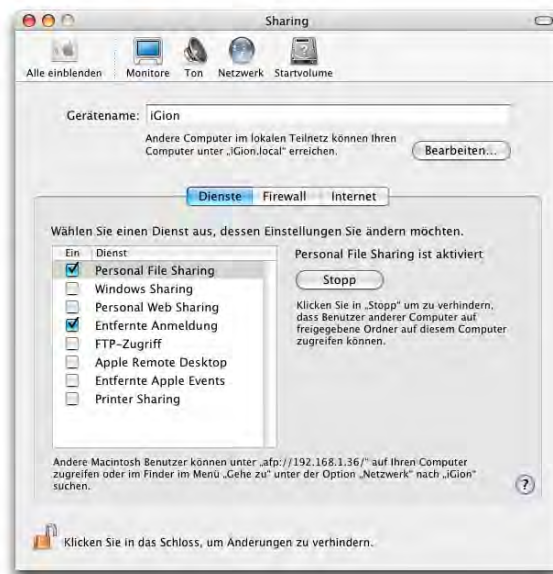 Sharing
Alle einblenden Monitore Ton Netzwerk Startvolume
Gerätename: iGion
Andere Computer im lokalen Teilnetz können Ihren
Computer unter „iGion.local“ erreichen.
Bearbeiten...
Dienste Firewall Internet
Wählen Sie einen Dienst aus, dessen Einstellungen Sie ändern möchten.
Ein Dienst
Personal File Sharing
Windows Sharing
Personal Web Sharing
Entfernte Anmeldung
FTP-Zugriff
Apple Remote Desktop
Entfernte Apple Events
Printer Sharing
Personal File Sharing ist aktiviert
Stopp
Klicken Sie in „Stopp“ um zu verhindern,
dass Benutzer anderer Computer auf
freigegebene Ordner auf diesem Computer
zugreifen können.
Andere Macintosh Benutzer können unter „afp://192.168.1.36/“ auf Ihren Computer
zugreifen oder im Finder im Menü „Gehe zu“ unter der Option „Netzwerk“ nach „iGion“
suchen.
?
Klicken Sie in das Schloss, um Änderungen zu verhindern.